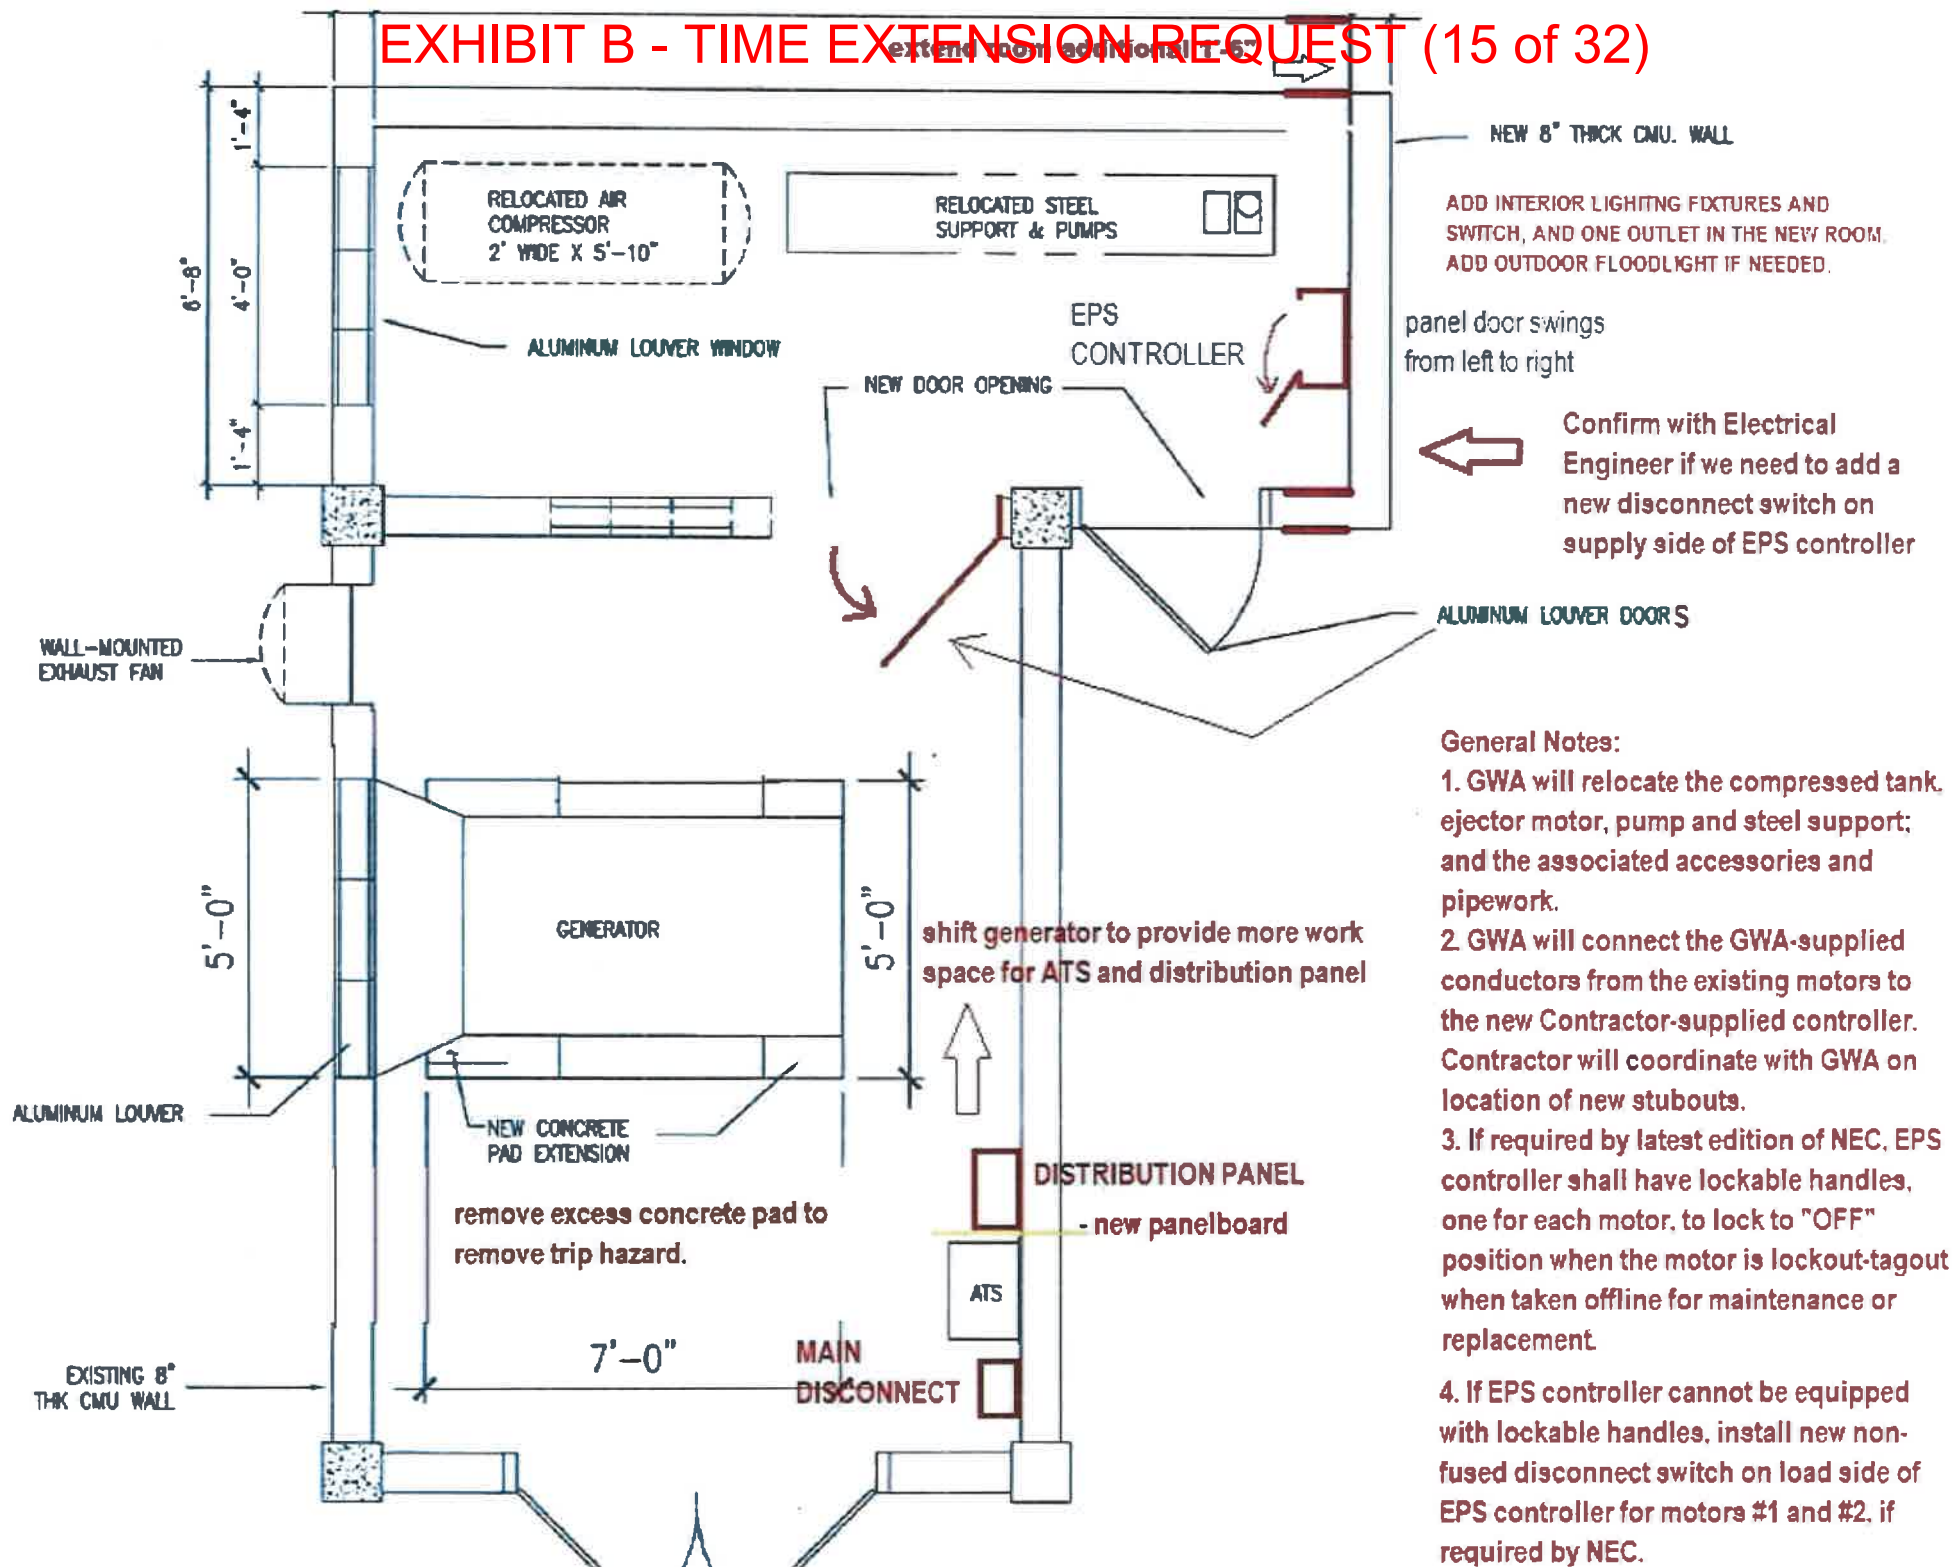 EXHIBIT B - TIME EXTENSION REQUEST (15 of 32)
extend room additional 1'-6"
1'-4"
6'-8"
4'-0"
1'-4"
RELOCATED AIR
COMPRESSOR
2' WIDE X 5'-10"
RELOCATED STEEL
SUPPORT & PUMPS
NEW 8" THICK CMU. WALL
ADD INTERIOR LIGHITNG FIXTURES AND
SWITCH, AND ONE OUTLET IN THE NEW ROOM.
ADD OUTDOOR FLOODLIGHT IF NEEDED.
EPS
CONTROLLER
panel door swings
from left to right
ALUMINUM LOUVER WINDOW
NEW DOOR OPENING
Confirm with Electrical
Engineer if we need to add a
new disconnect switch on
supply side of EPS controller
ALUMINUM LOUVER DOORS
WALL-MOUNTED
EXHAUST FAN
5'-0"
GENERATOR
5'-0"
shift generator to provide more work
space for ATS and distribution panel
ALUMINUM LOUVER
NEW CONCRETE
PAD EXTENSION
remove excess concrete pad to
remove trip hazard.
DISTRIBUTION PANEL
- new panelboard
ATS
MAIN
DISCONNECT
7'-0"
EXISTING 8"
THK CMU WALL
General Notes:
1. GWA will relocate the compressed tank,
ejector motor, pump and steel support;
and the associated accessories and
pipework.
2. GWA will connect the GWA-supplied
conductors from the existing motors to
the new Contractor-supplied controller.
Contractor will coordinate with GWA on
location of new stubouts.
3. If required by latest edition of NEC, EPS
controller shall have lockable handles,
one for each motor, to lock to "OFF"
position when the motor is lockout-tagout
when taken offline for maintenance or
replacement.
4. If EPS controller cannot be equipped
with lockable handles, install new non-
fused disconnect switch on load side of
EPS controller for motors #1 and #2, if
required by NEC.